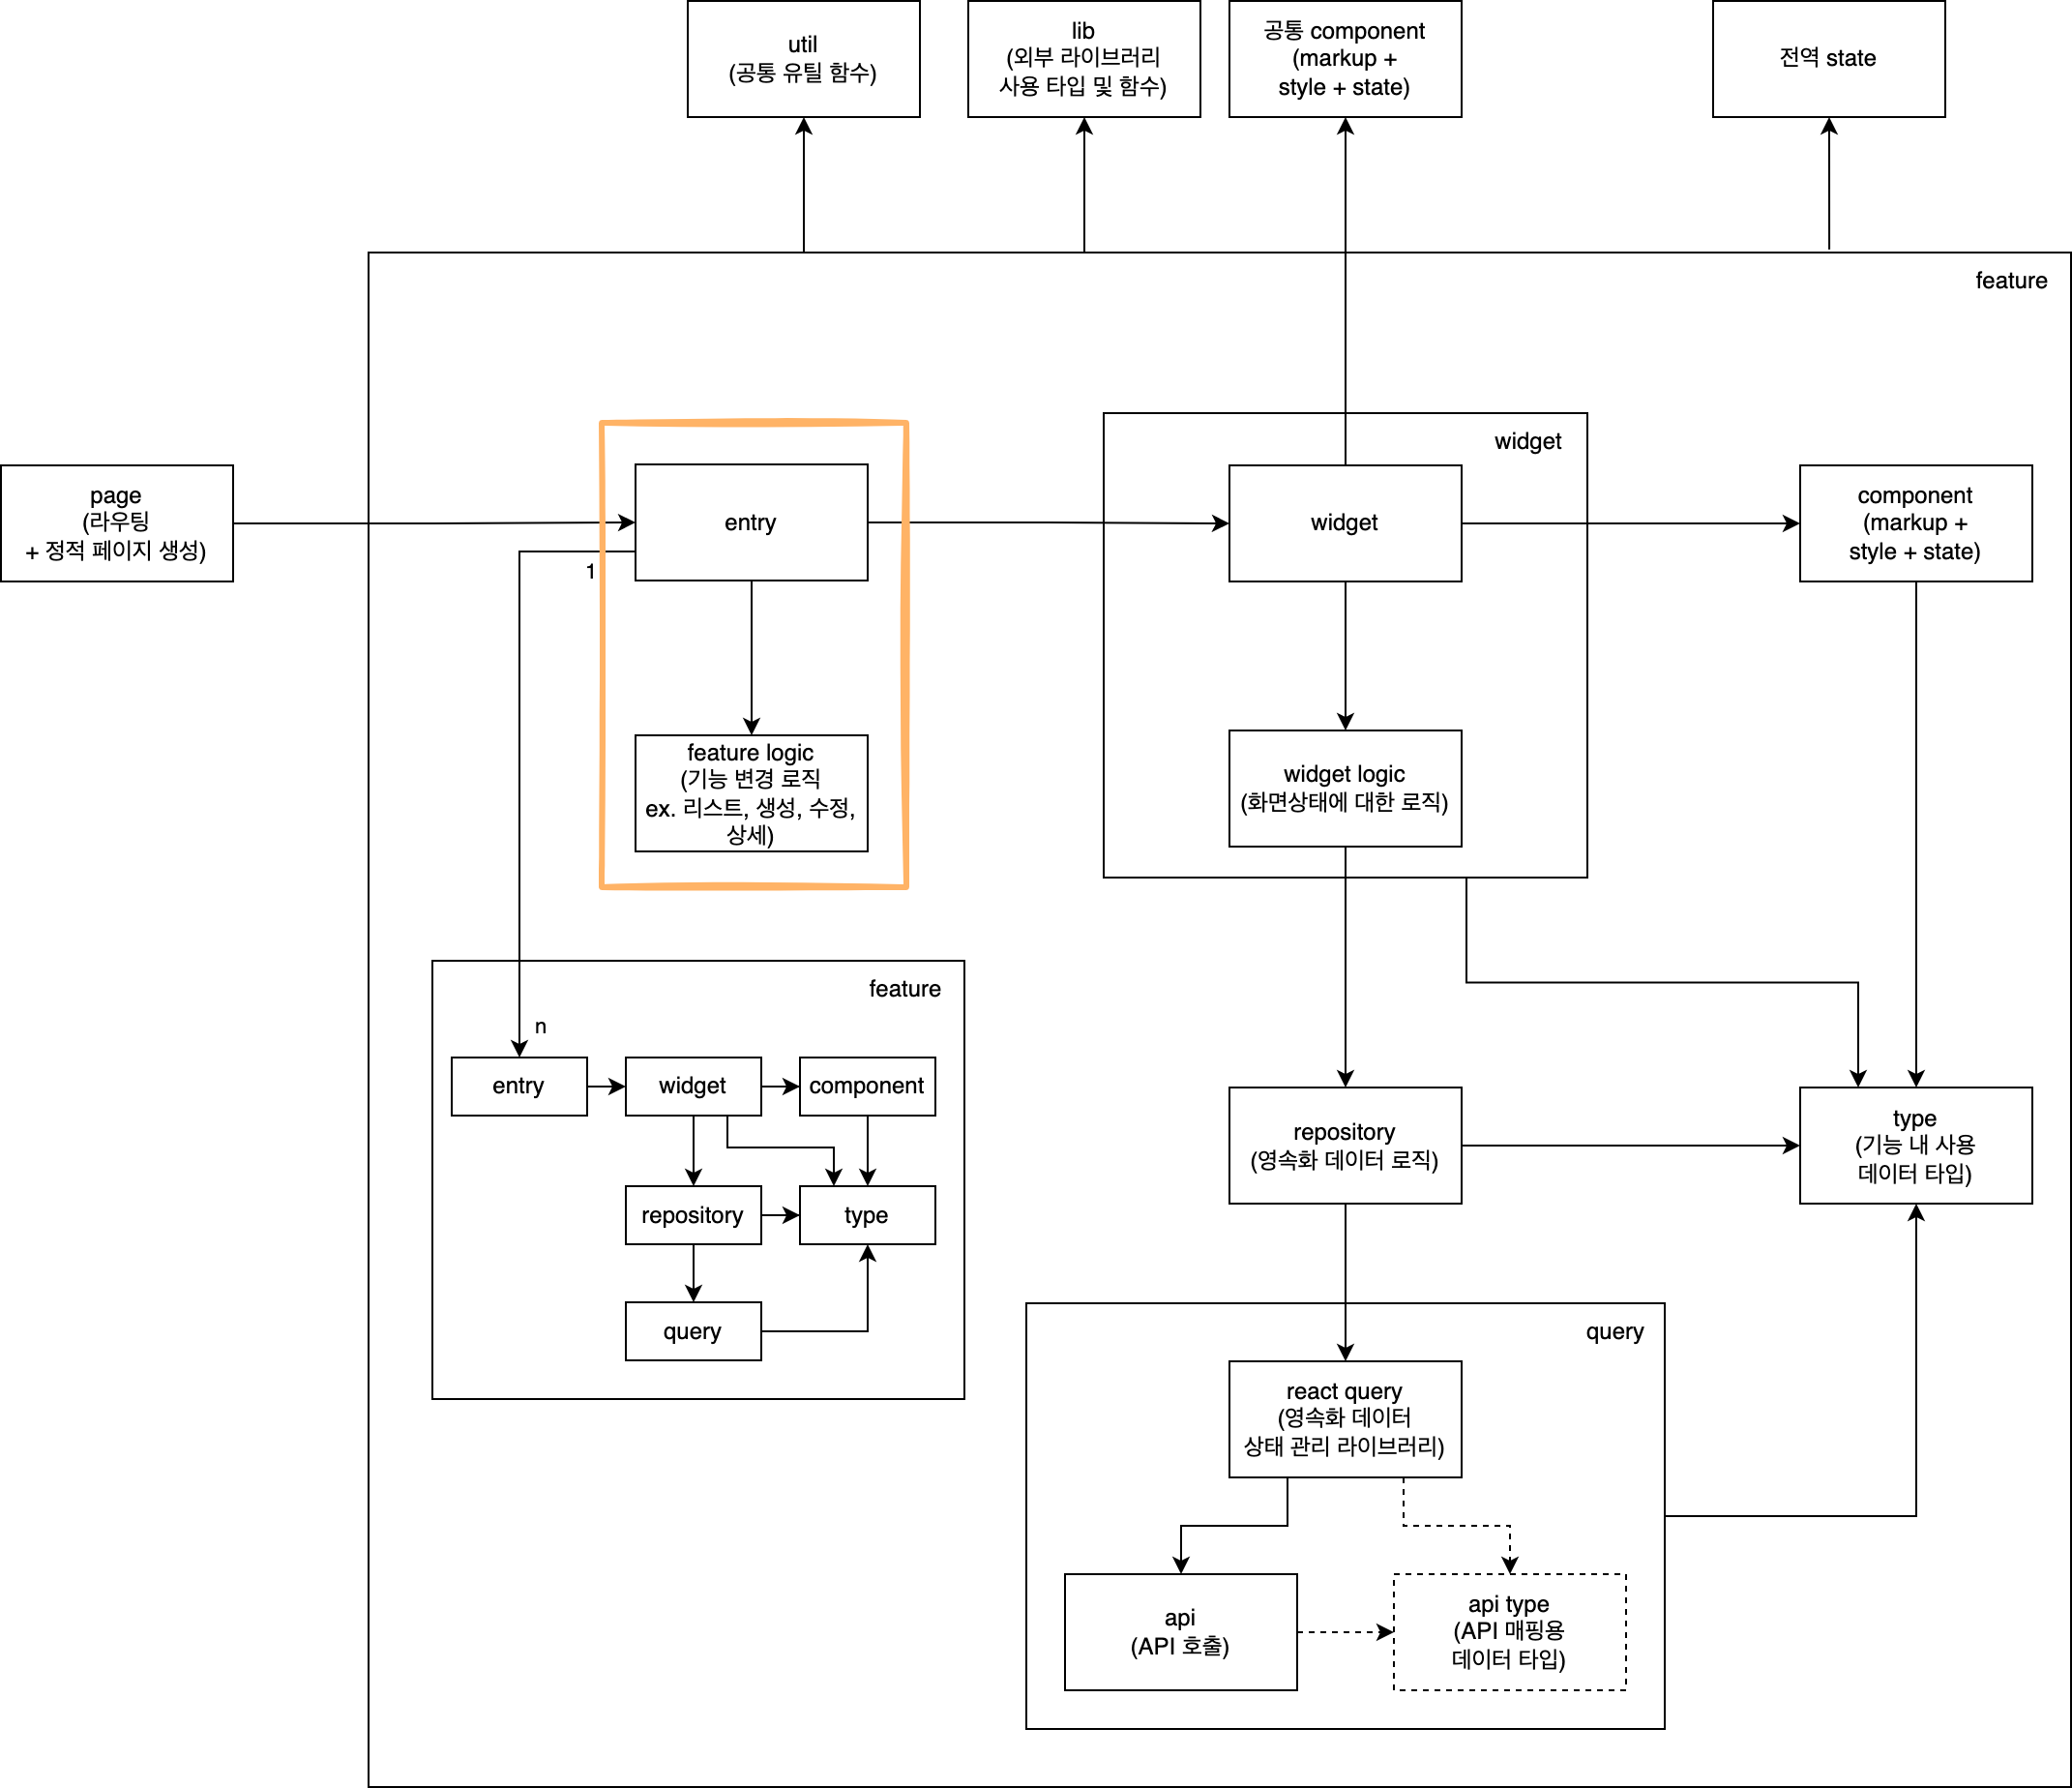 util
(공통 유틸 함수)
lib
(외부 라이브러리
사용 타입 및 함수)
공통 component
(markup +
style + state)
전역 state
feature
page
(라우팅
+ 정적 페이지 생성)
entry
1
feature logic
(기능 변경 로직
ex. 리스트, 생성, 수정,
상세)
widget
widget
widget logic
(화면상태에 대한 로직)
component
(markup +
style + state)
feature
n
entry
widget
component
repository
type
query
repository
(영속화 데이터 로직)
type
(기능 내 사용
데이터 타입)
query
react query
(영속화 데이터
상태 관리 라이브러리)
api
(API 호출)
api type
(API 매핑용
데이터 타입)